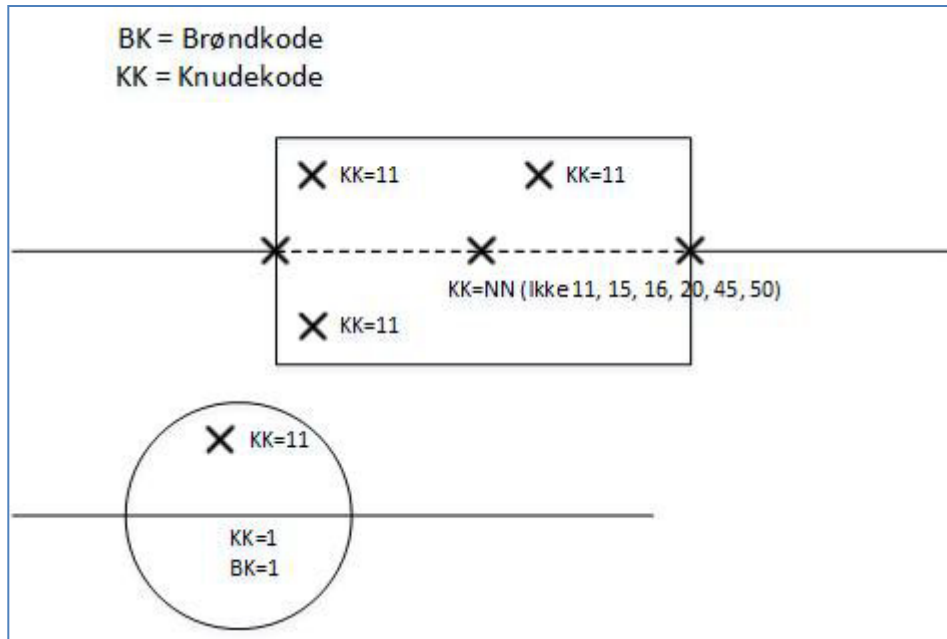 BK = Brøndkode
KK = Knudekode
KK=11
KK=11
KK=NN (Ikke 11, 15, 16, 20, 45, 50)
KK=11
KK=11
KK=1
BK=1